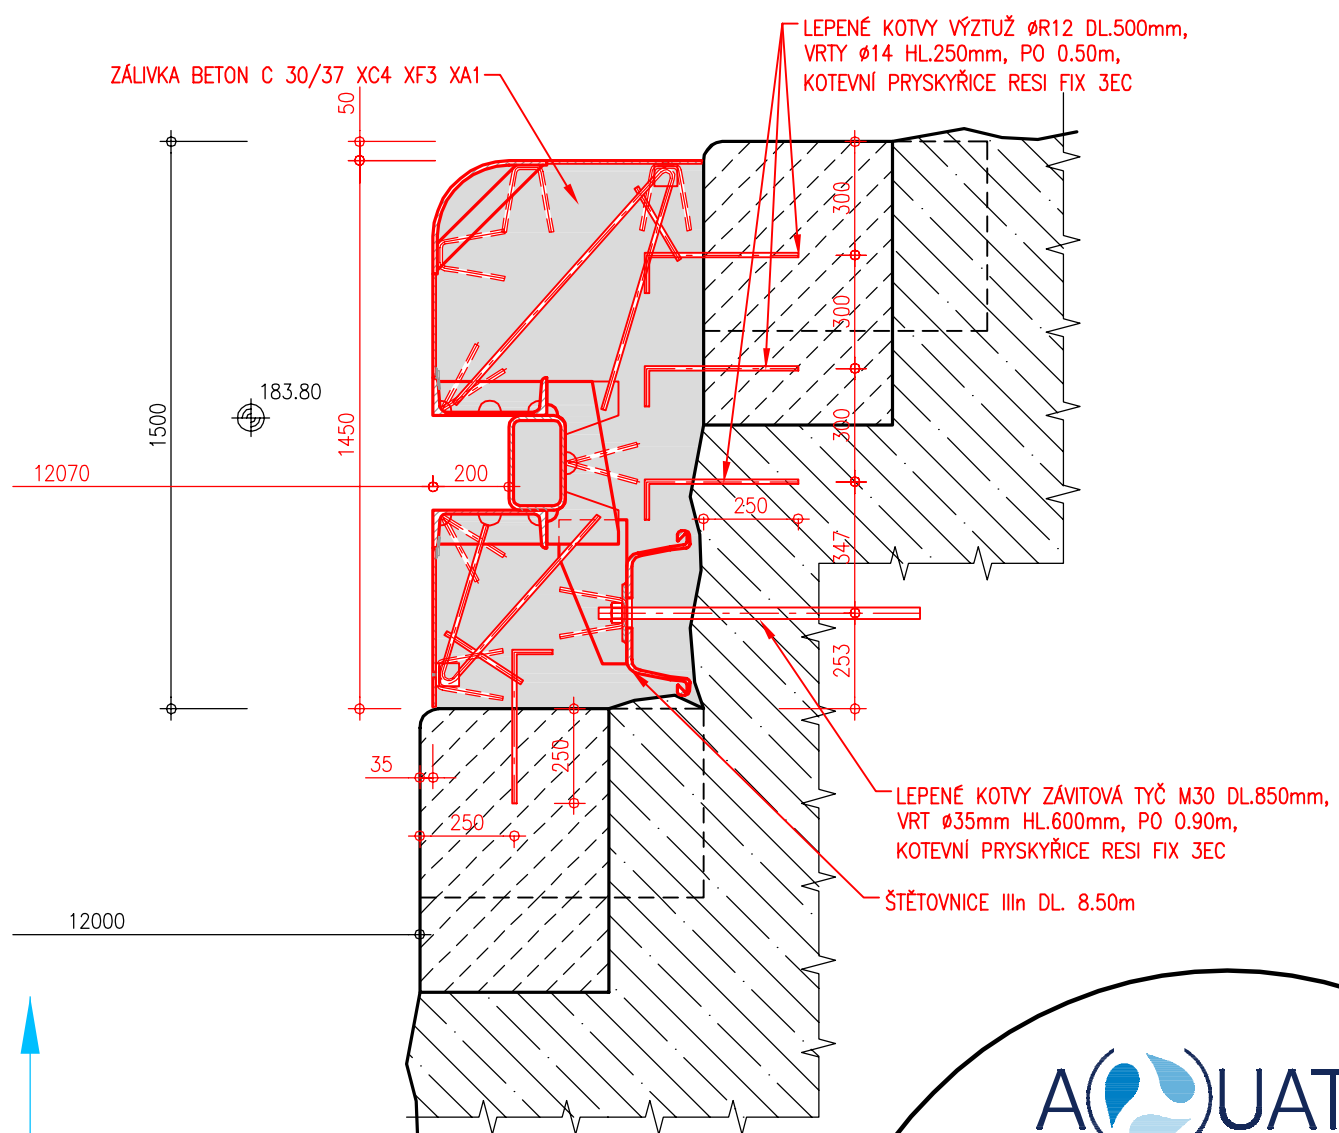 LEPENÉ KOTVY VÝZTUŽ ØR12 DL.500mm,
VRTY Ø14 HL.250mm, PO 0.50m,
KOTEVNÍ PRYSKYŘICE RESI FIX 3EC
ZÁLIVKA BETON C 30/37 XC4 XF3 XA1
50
300
300
300
347
253
183.80
1500
1450
12070
200
250
35
250
250
12000
LEPENÉ KOTVY ZÁVITOVÁ TYČ M30 DL.850mm,
VRT Ø35mm HL.600mm, PO 0.90m,
KOTEVNÍ PRYSKYŘICE RESI FIX 3EC
ŠTĚTOVNICE IIIn DL. 8.50m
AQUAT